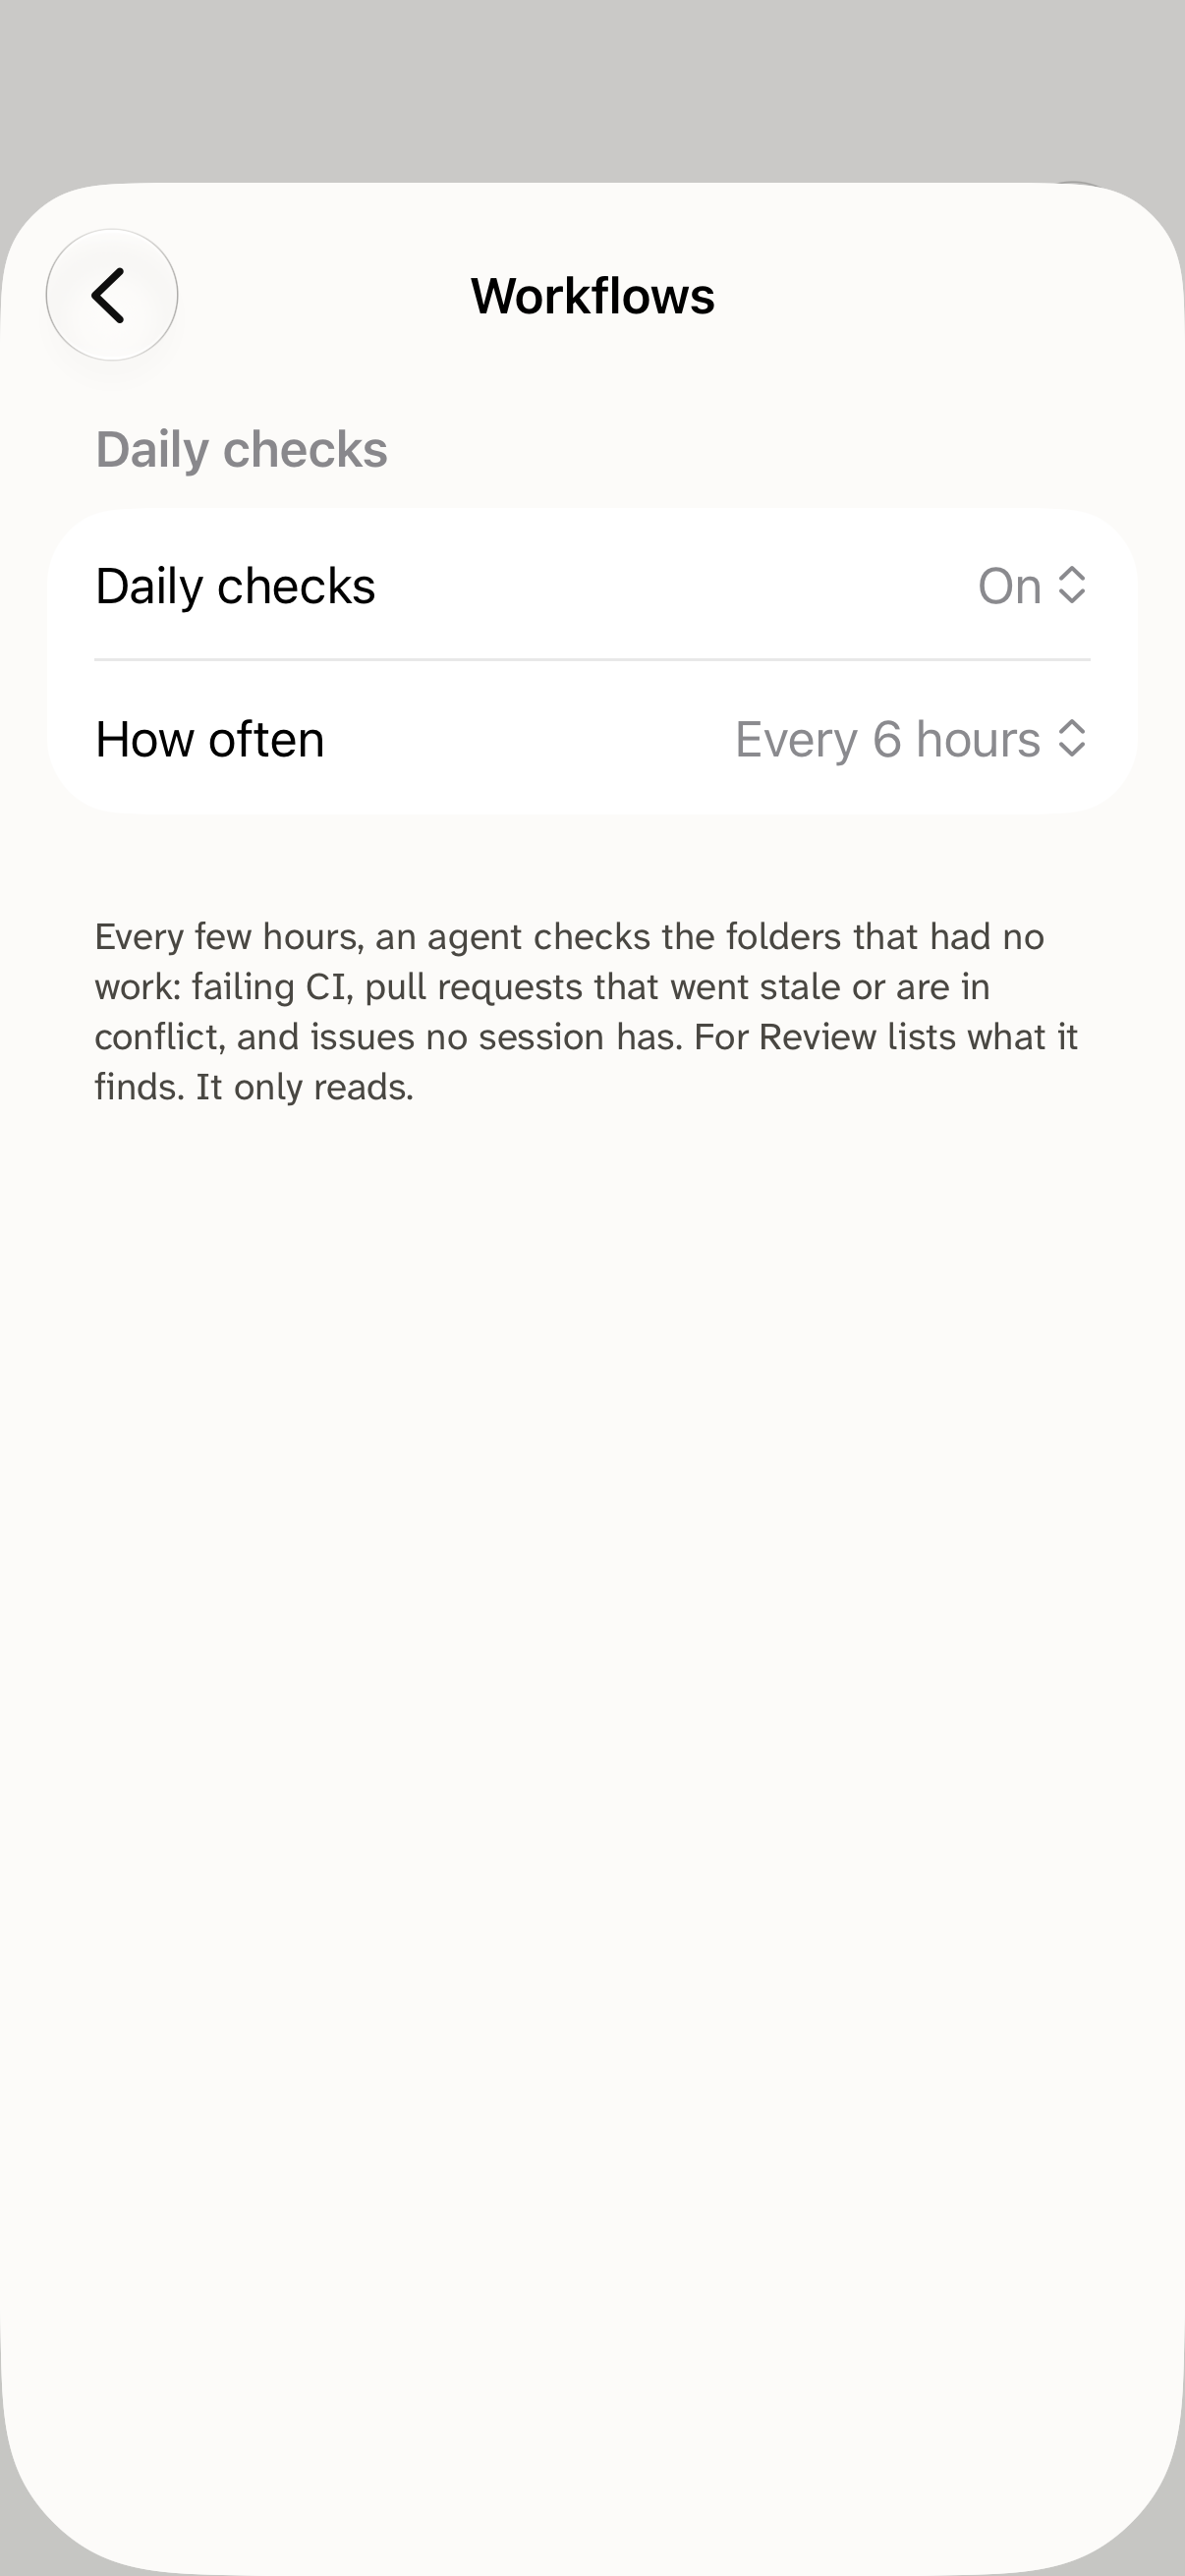 Workflows
Daily checks
Daily checks On
How often Every 6 hours
Every few hours, an agent checks the folders that had no
work: failing CI, pull requests that went stale or are in
conflict, and issues no session has. For Review lists what it
finds. It only reads.